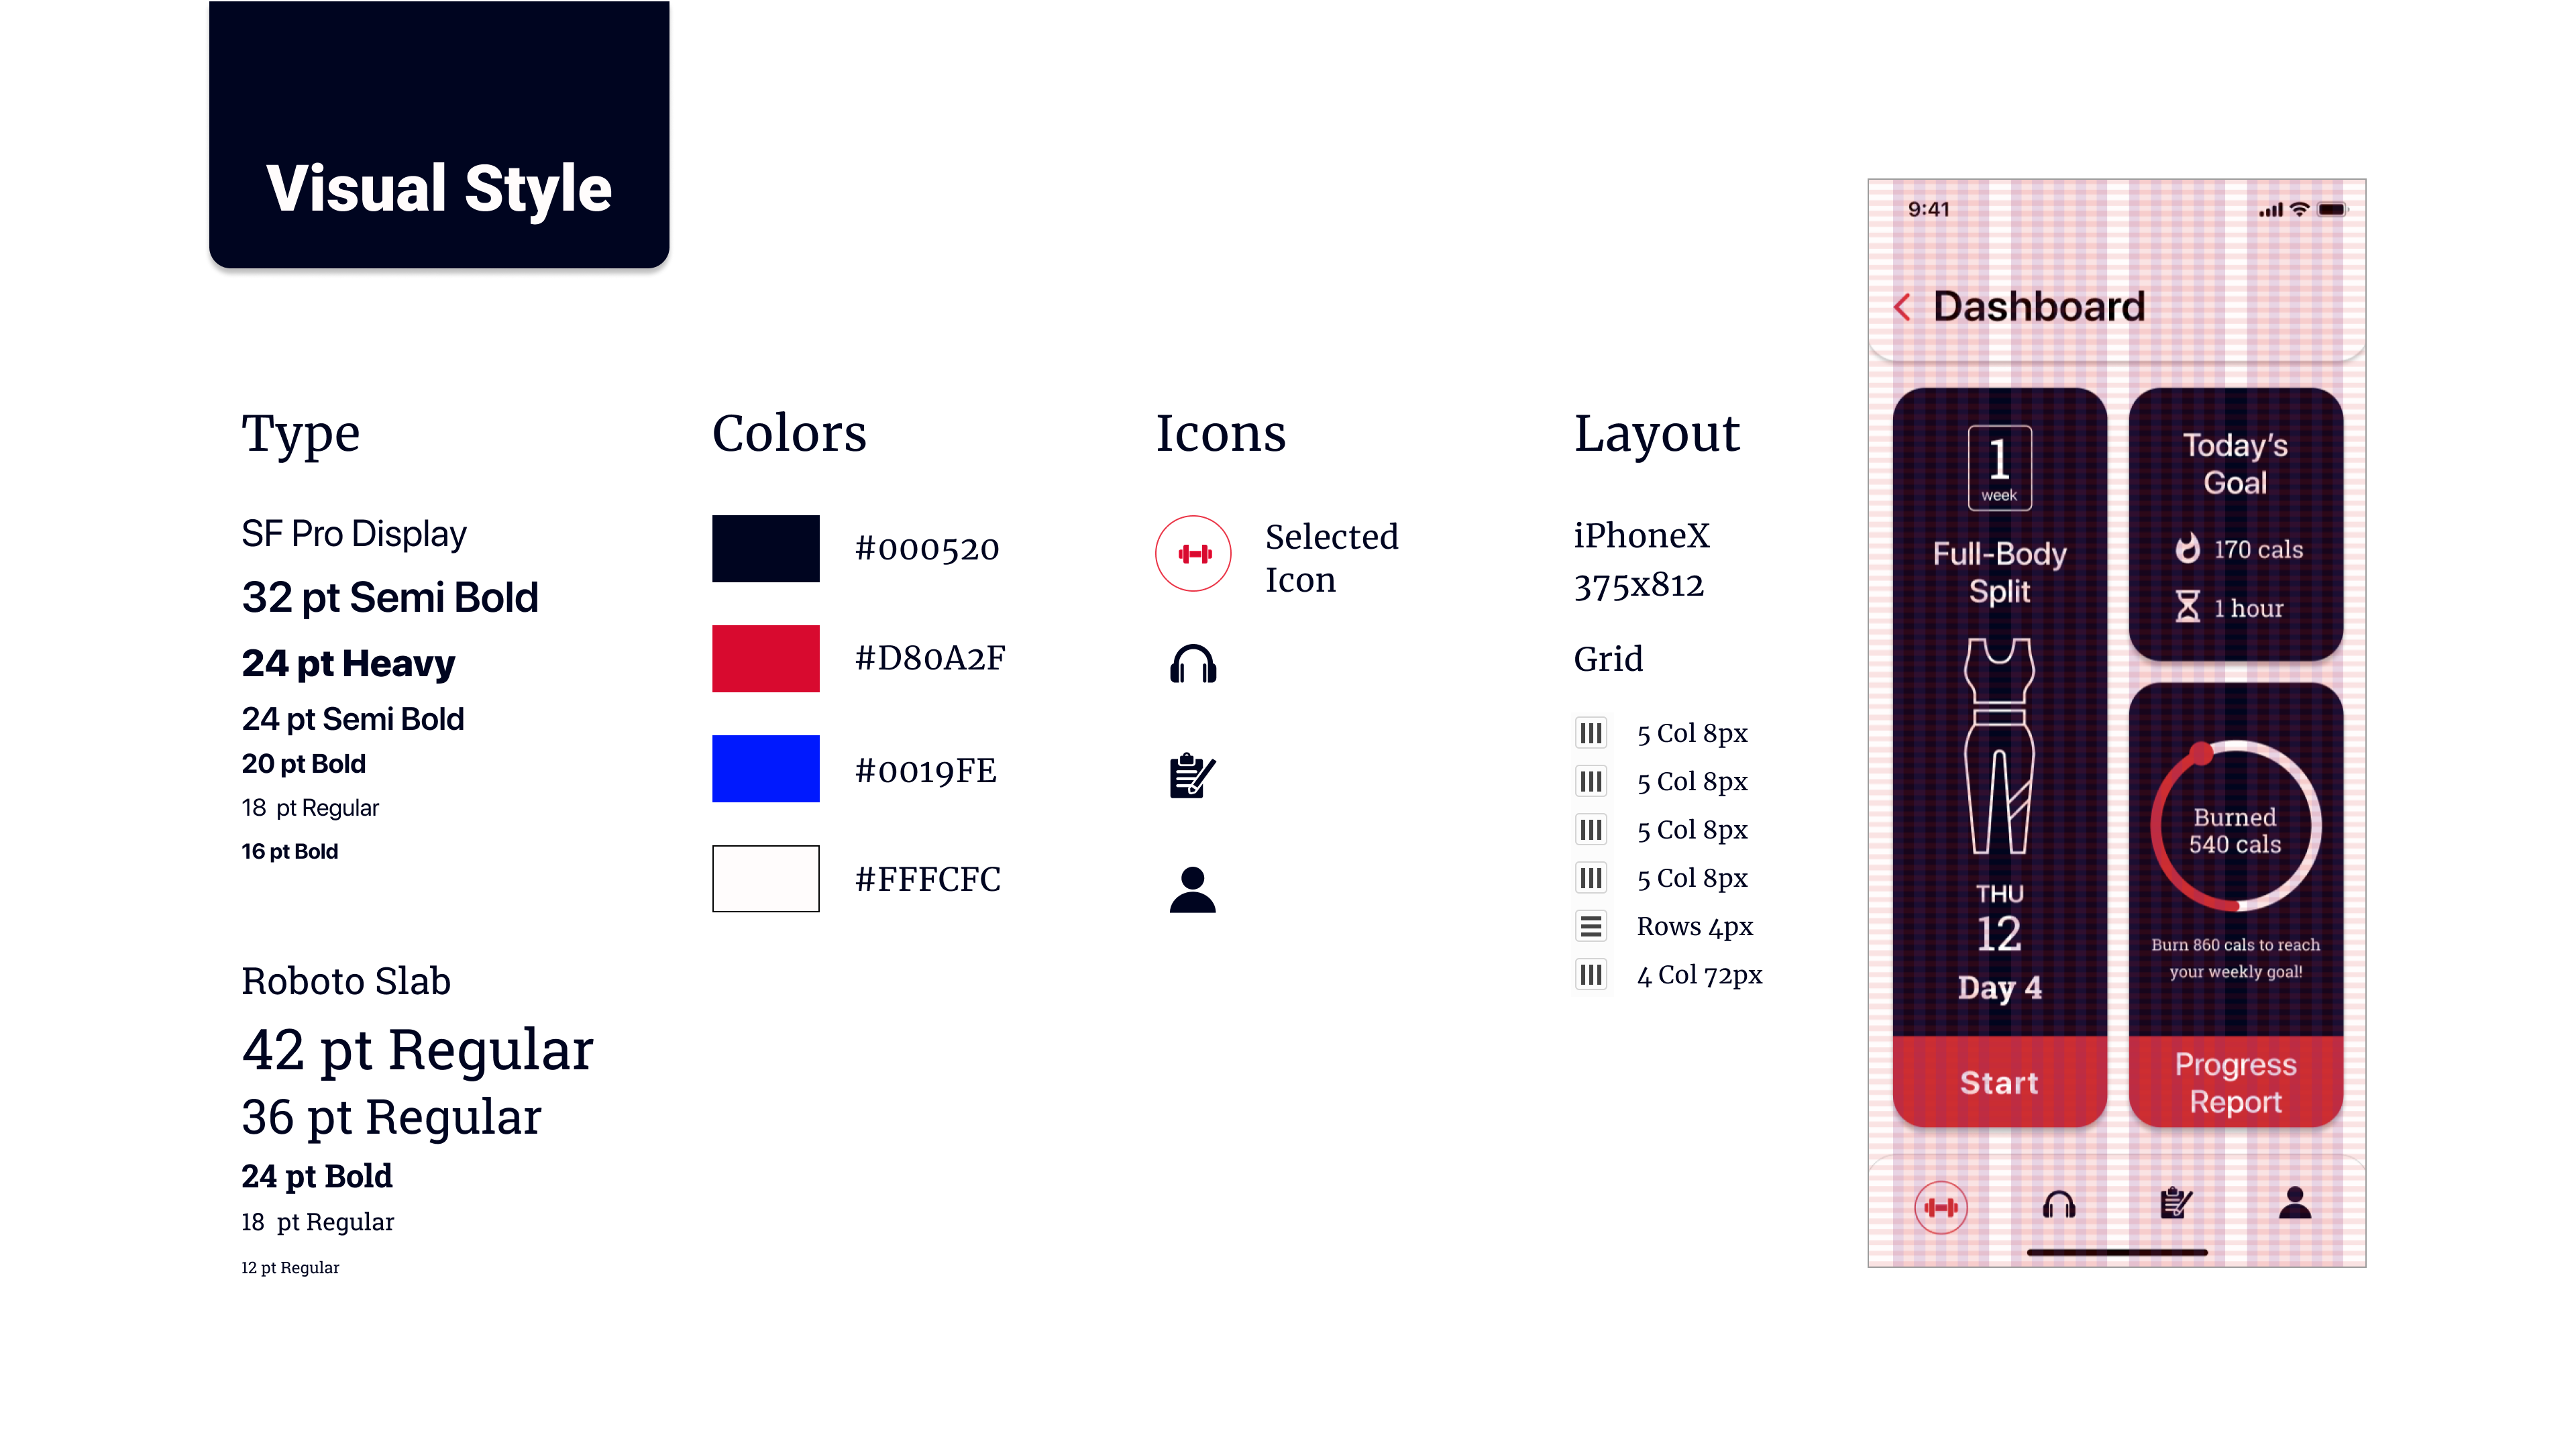 Visual Style
Type
SF Pro Display
32 pt Semi Bold
24 pt Heavy
24 pt Semi Bold
20 pt Bold
18 pt Regular
16 pt Bold
Roboto Slab
42 pt Regular
36 pt Regular
24 pt Bold
18 pt Regular
12 pt Regular
Colors
#000520
#D80A2F
#0019FE
#FFFCFC
Icons
Selected
Icon
Layout
iPhoneX
375x812
Grid
5 Col 8px
5 Col 8px
5 Col 8px
5 Col 8px
Rows 4px
4 Col 72px
9:41
Dashboard
1
week
Full-Body
Split
THU
12
Day 4
Start
Today's
Goal
170 cals
1 hour
Burned
540 cals
Burn 860 cals to reach
your weekly goal!
Progress
Report